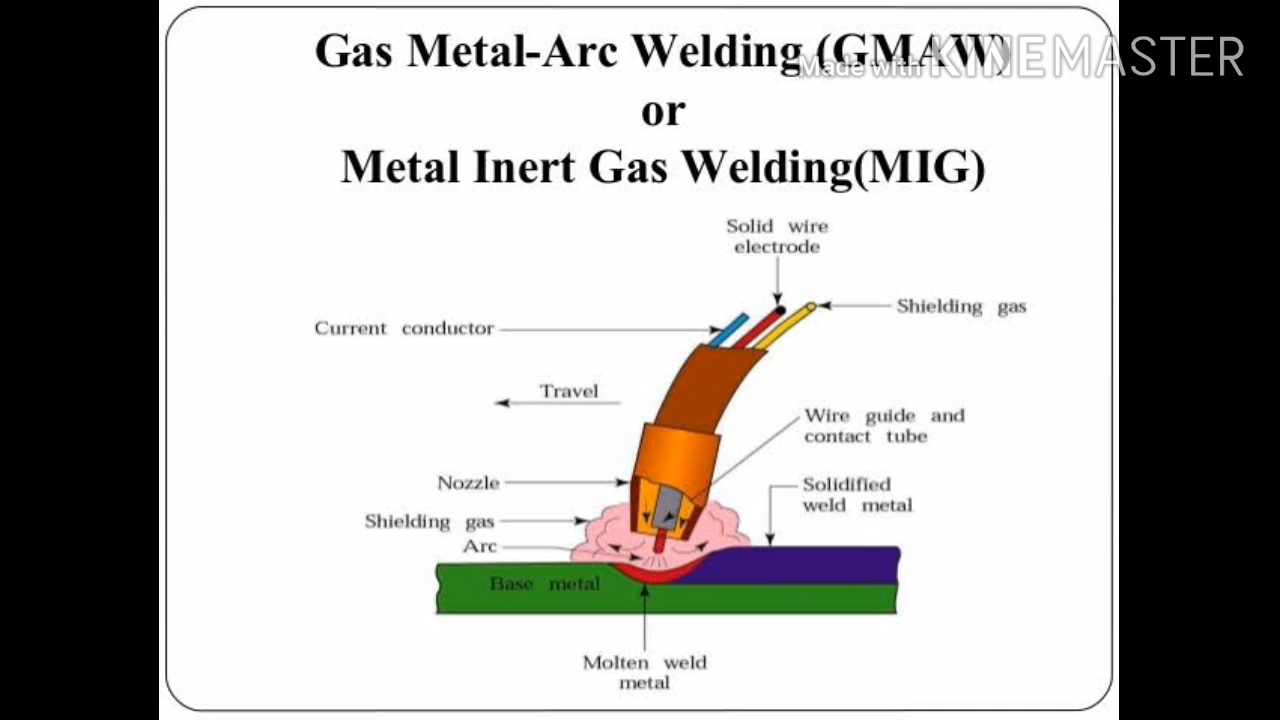 Gas Metal-Arc Welding (GMAW)
Made with KINEMASTER
or
Metal Inert Gas Welding(MIG)
Solid wire
electrode
Shielding gas
Current conductor
Travel
Wire guide and
contact tube
Nozzle
Solidified
weld metal
Shielding gas
Arc
Base metal
Molten weld
metal